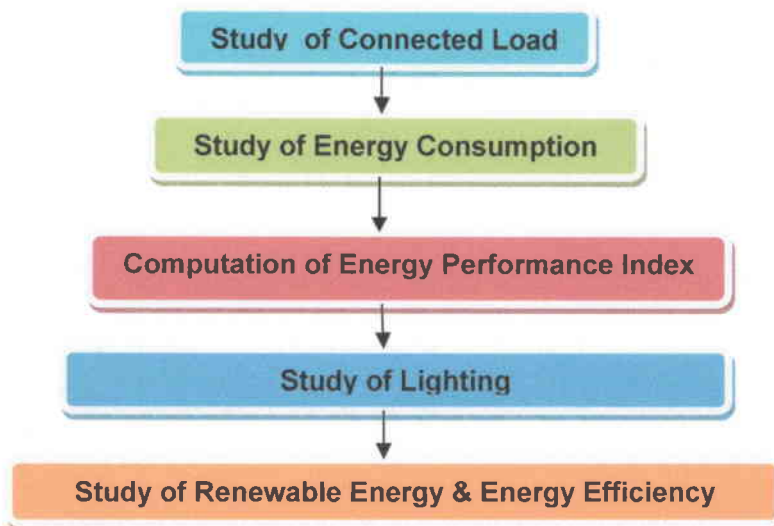 Study of Connected Load
Study of Energy Consumption
Computation of Energy Performance Index
Study of Lighting
Study of Renewable Energy & Energy Efficiency